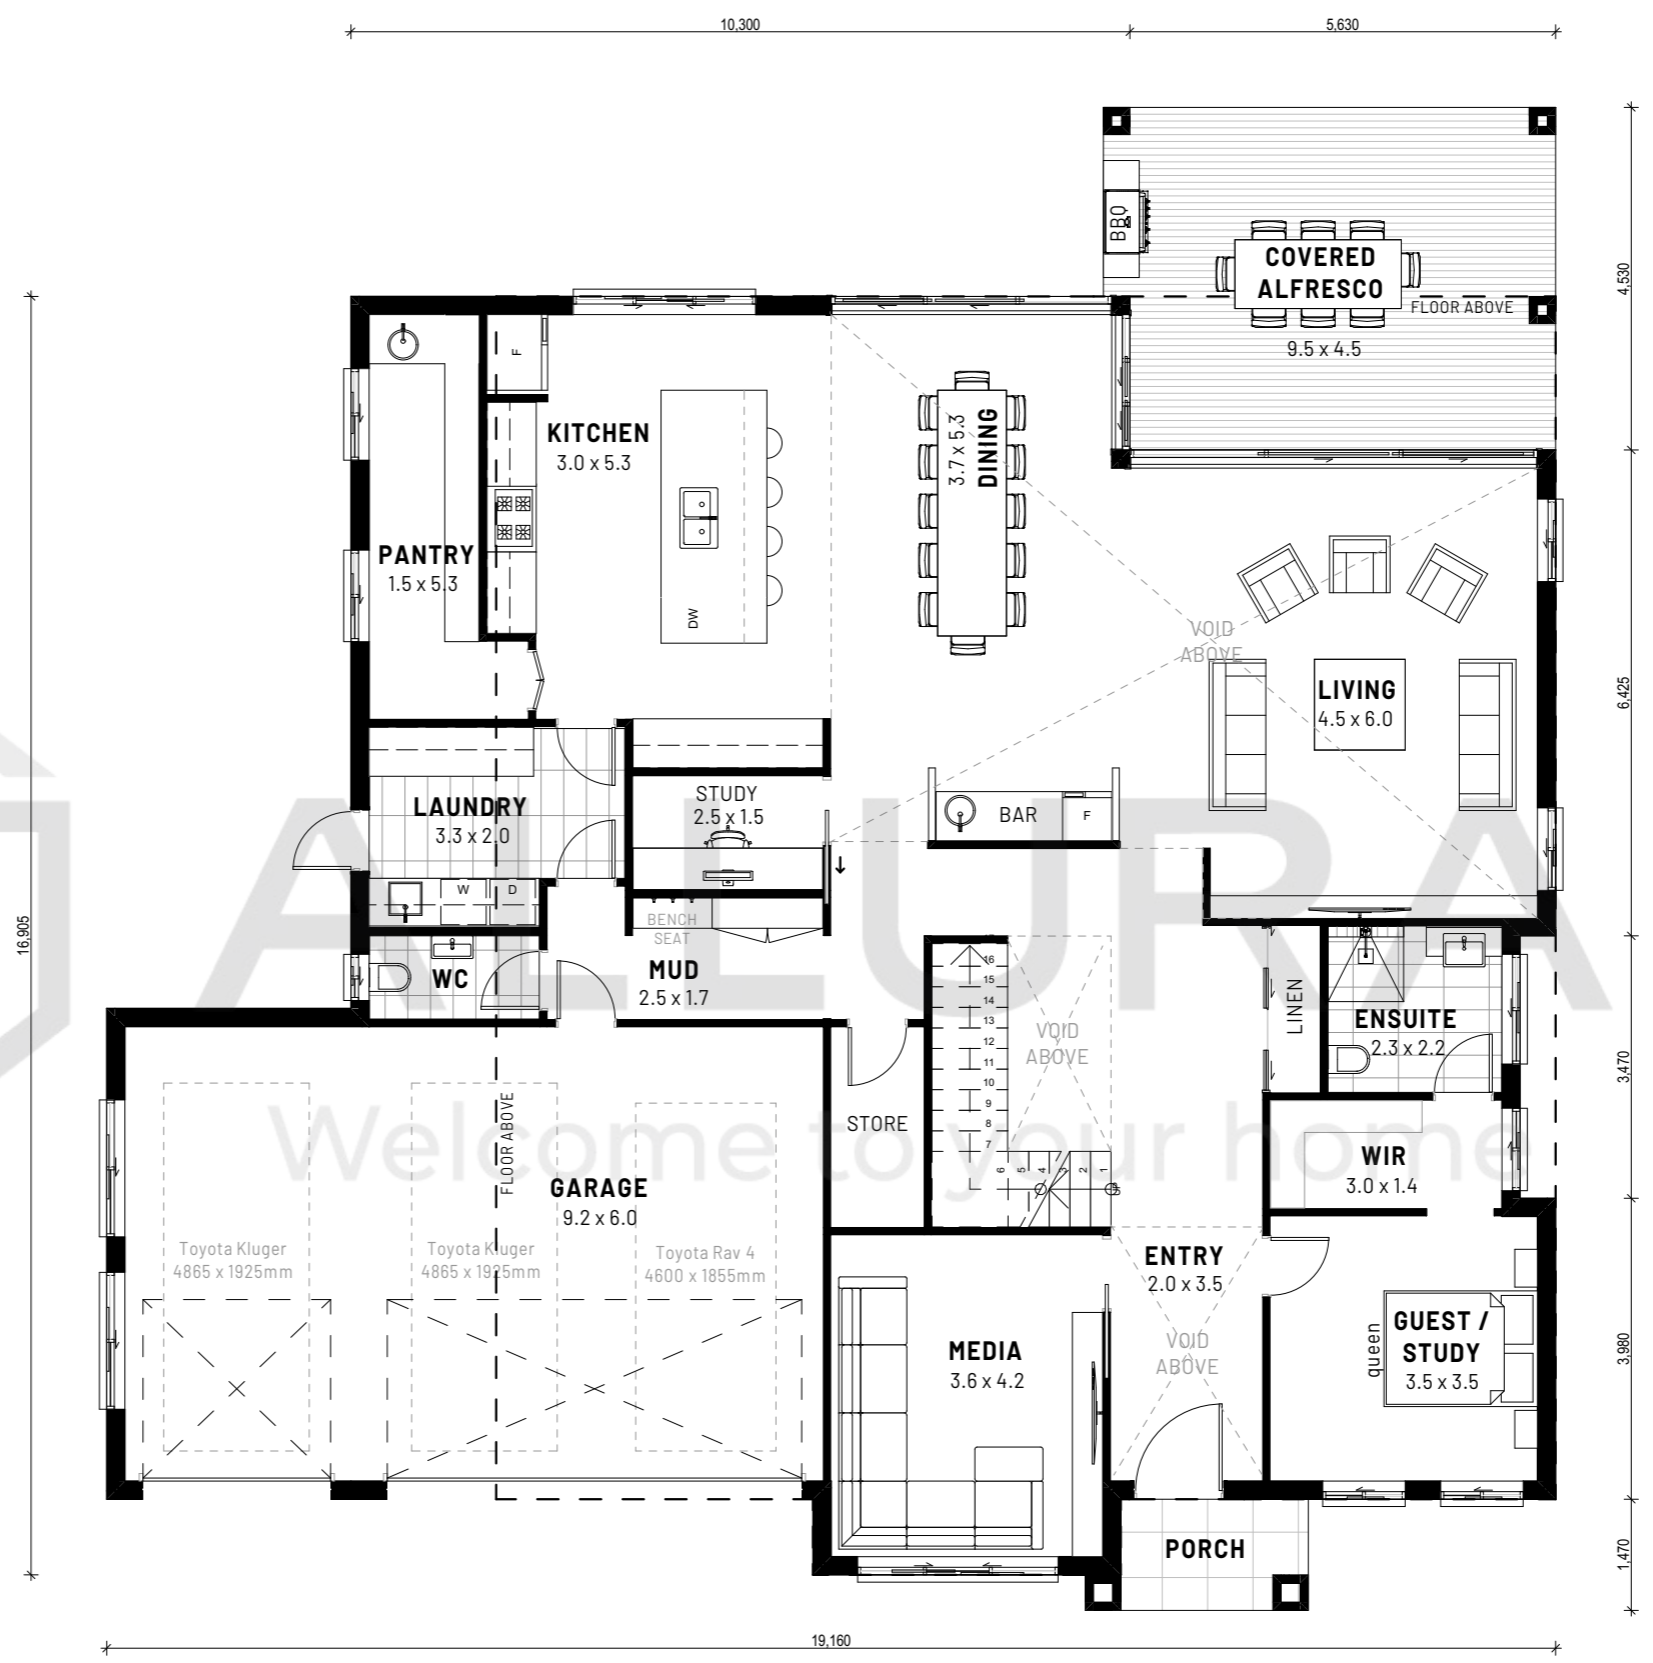 10,300
5,630
BBQ
COVERED
ALFRESCO
FLOOR ABOVE
9.5 x 4.5
4,530
F
KITCHEN
3.0 x 5.3
3.7 x 5.3
DINING
PANTRY
1.5 x 5.3
DW
VOID
ABOVE
LIVING
4.5 x 6.0
6,425
LAUNDRY
3.3 x 2.0
STUDY
2.5 x 1.5
BAR
F
W
D
BENCH
SEAT
ALLURA
16,905
WC
MUD
2.5 x 1.7
16
15
14
13
12
11
10
9
8
7
6
5
4
3
2
1
VOID
ABOVE
LINEN
ENSUITE
2.3 x 2.2
3,470
STORE
Welcome to your home
FLOOR ABOVE
WIR
3.0 x 1.4
GARAGE
9.2 x 6.0
Toyota Kluger
4865 x 1925mm
Toyota Kluger
4865 x 1925mm
Toyota Rav 4
4600 x 1855mm
ENTRY
2.0 x 3.5
VOID
ABOVE
MEDIA
3.6 x 4.2
queen
GUEST /
STUDY
3.5 x 3.5
3,980
PORCH
1,470
19,160